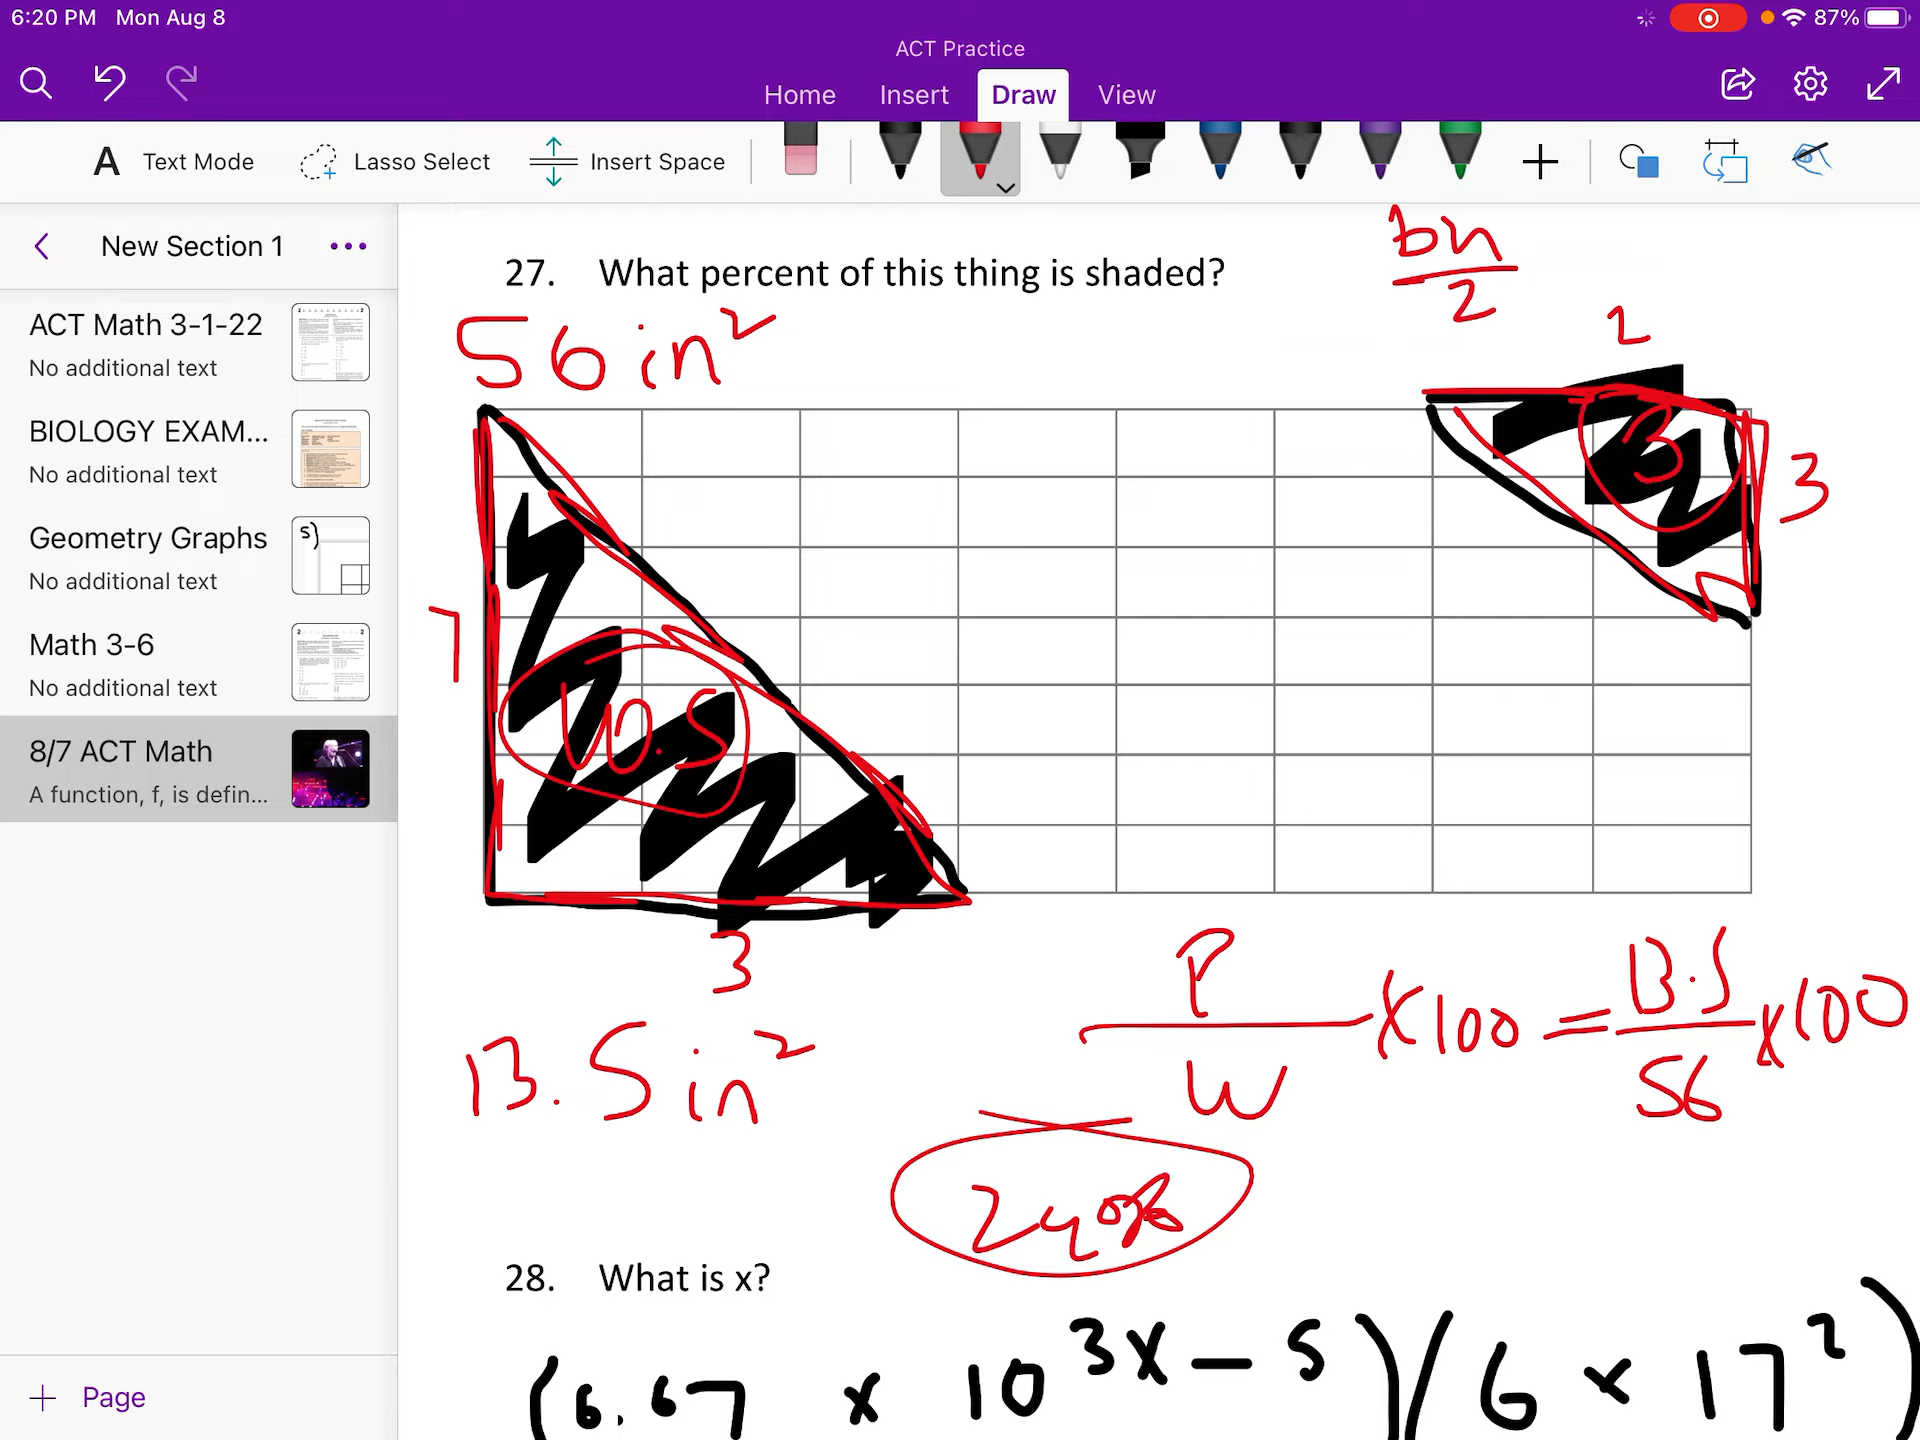 6:20 PM Mon Aug 8
87%
ACT Practice
Home Insert Draw View
A Text Mode Lasso Select Insert Space
New Section 1
ACT Math 3-1-22
No additional text
BIOLOGY EXAM...
No additional text
Geometry Graphs
No additional text
5)
Math 3-6
No additional text
8/7 ACT Math
A function, f, is defin...
Page
27. What percent of this thing is shaded?
bh
2
56 in²
2
3
3
7
10.5
3
13.5 in²
P
W
x 100 =
13.5
56
x 100
24%
28. What is x?
(6.67 x 10^3x-5)(6 x 17²)